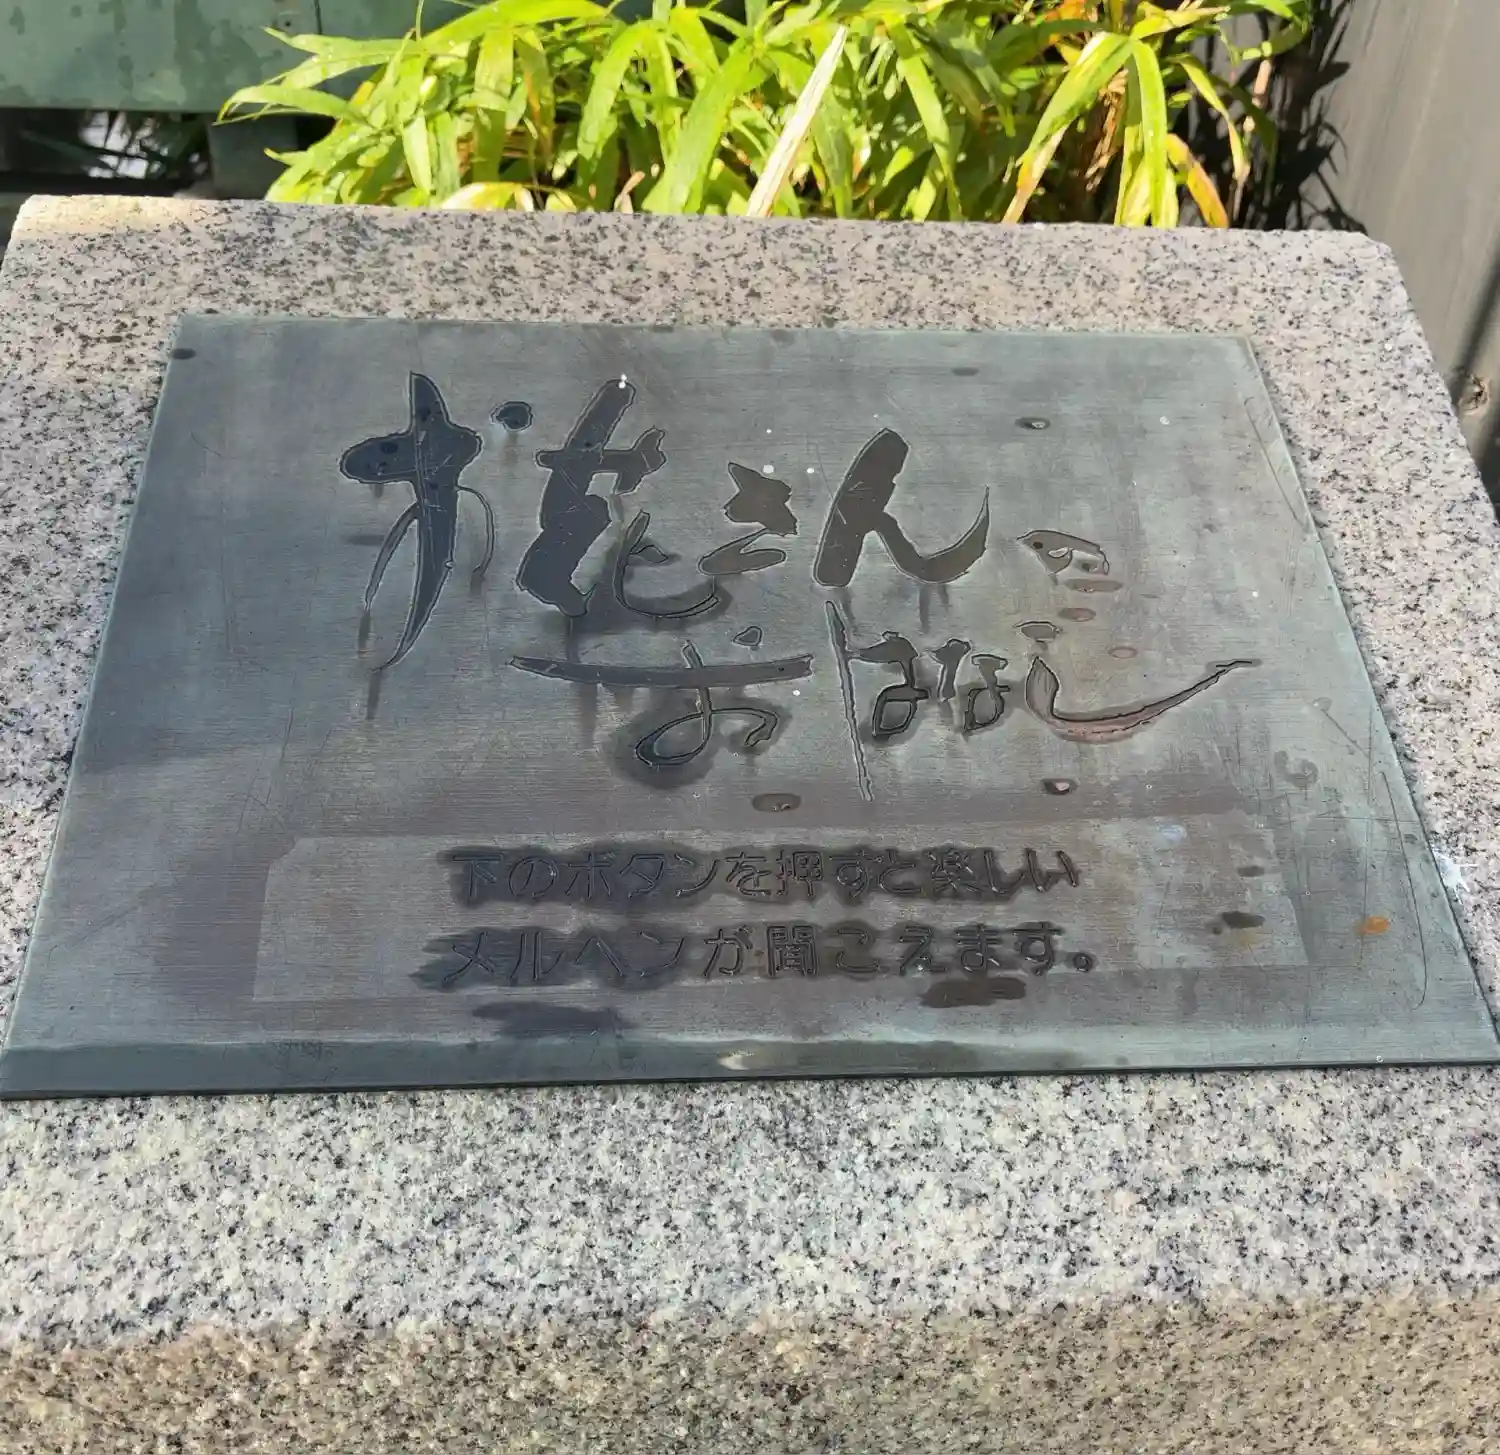 お花さんの
おはなし
下のボタンを押すと楽しい
メルヘンが聞こえます。